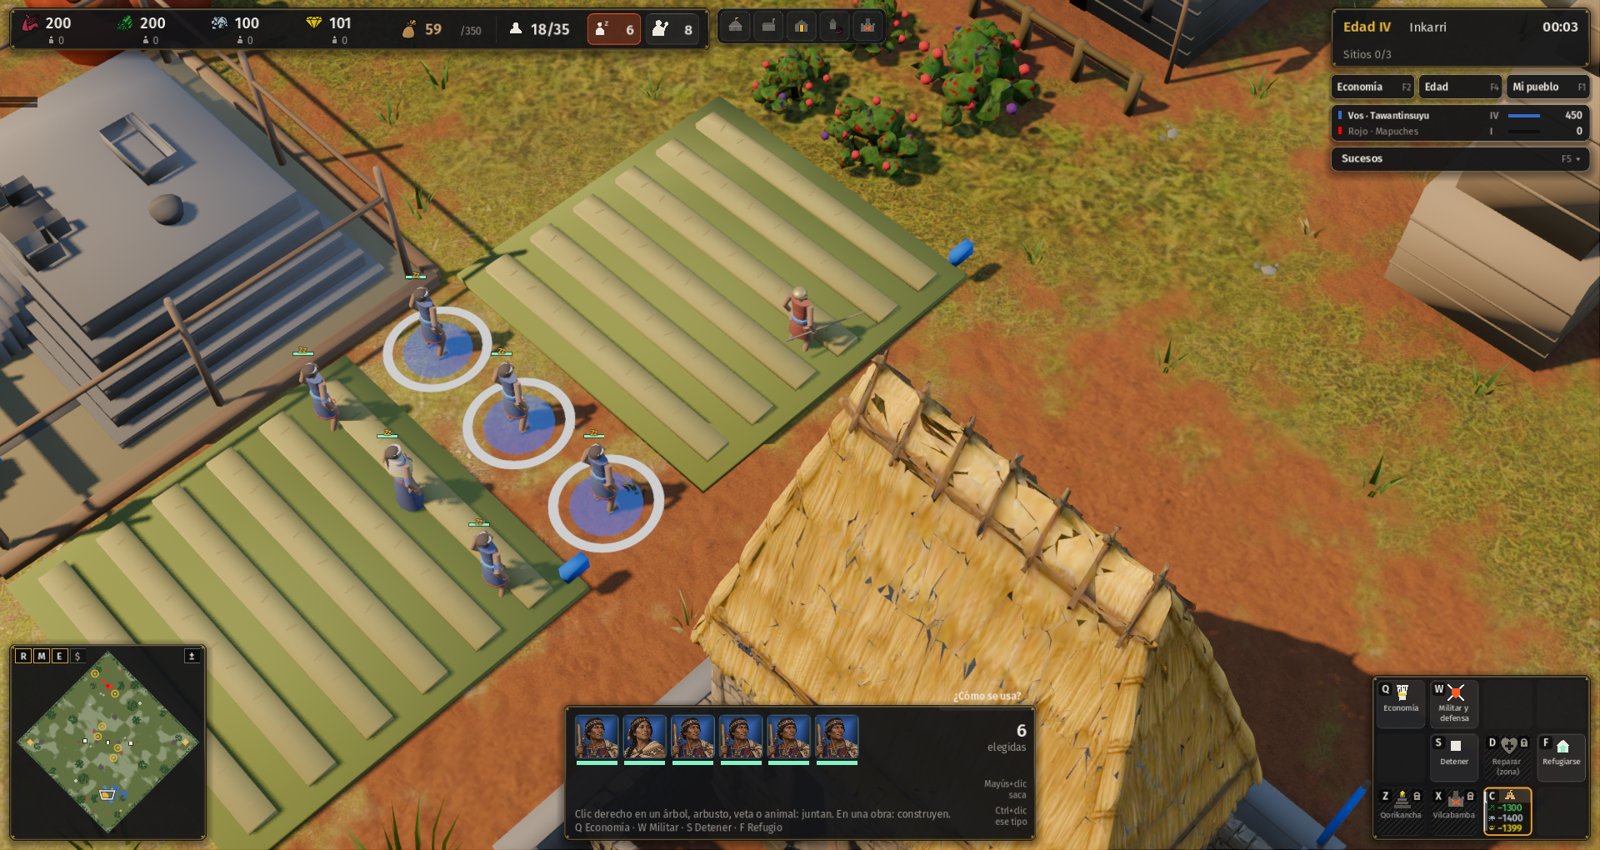 200
200
100
101
59 /350
18/35
6
8
0
0
0
0
Edad IV Inkarri 00:03
Sitios 0/3
Economía F2
Edad F4
Mi pueblo F1
Vos · Tawantinsuyu IV 450
Rojo · Mapuches I 0
Sucesos F5
R M E $
±
¿Cómo se usa?
6
elegidas
Mayús+clic
saca
Ctrl+clic
ese tipo
Clic derecho en un árbol, arbusto, veta o animal: juntan. En una obra: construyen.
Q Economía · W Militar · S Detener · F Refugio
Q
Economía
W
Militar y
defensa
S
Detener
D
Reparar
(zona)
F
Refugiarse
Z
Qorikancha
X
Vilcabamba
C
-1300
-1400
-1399